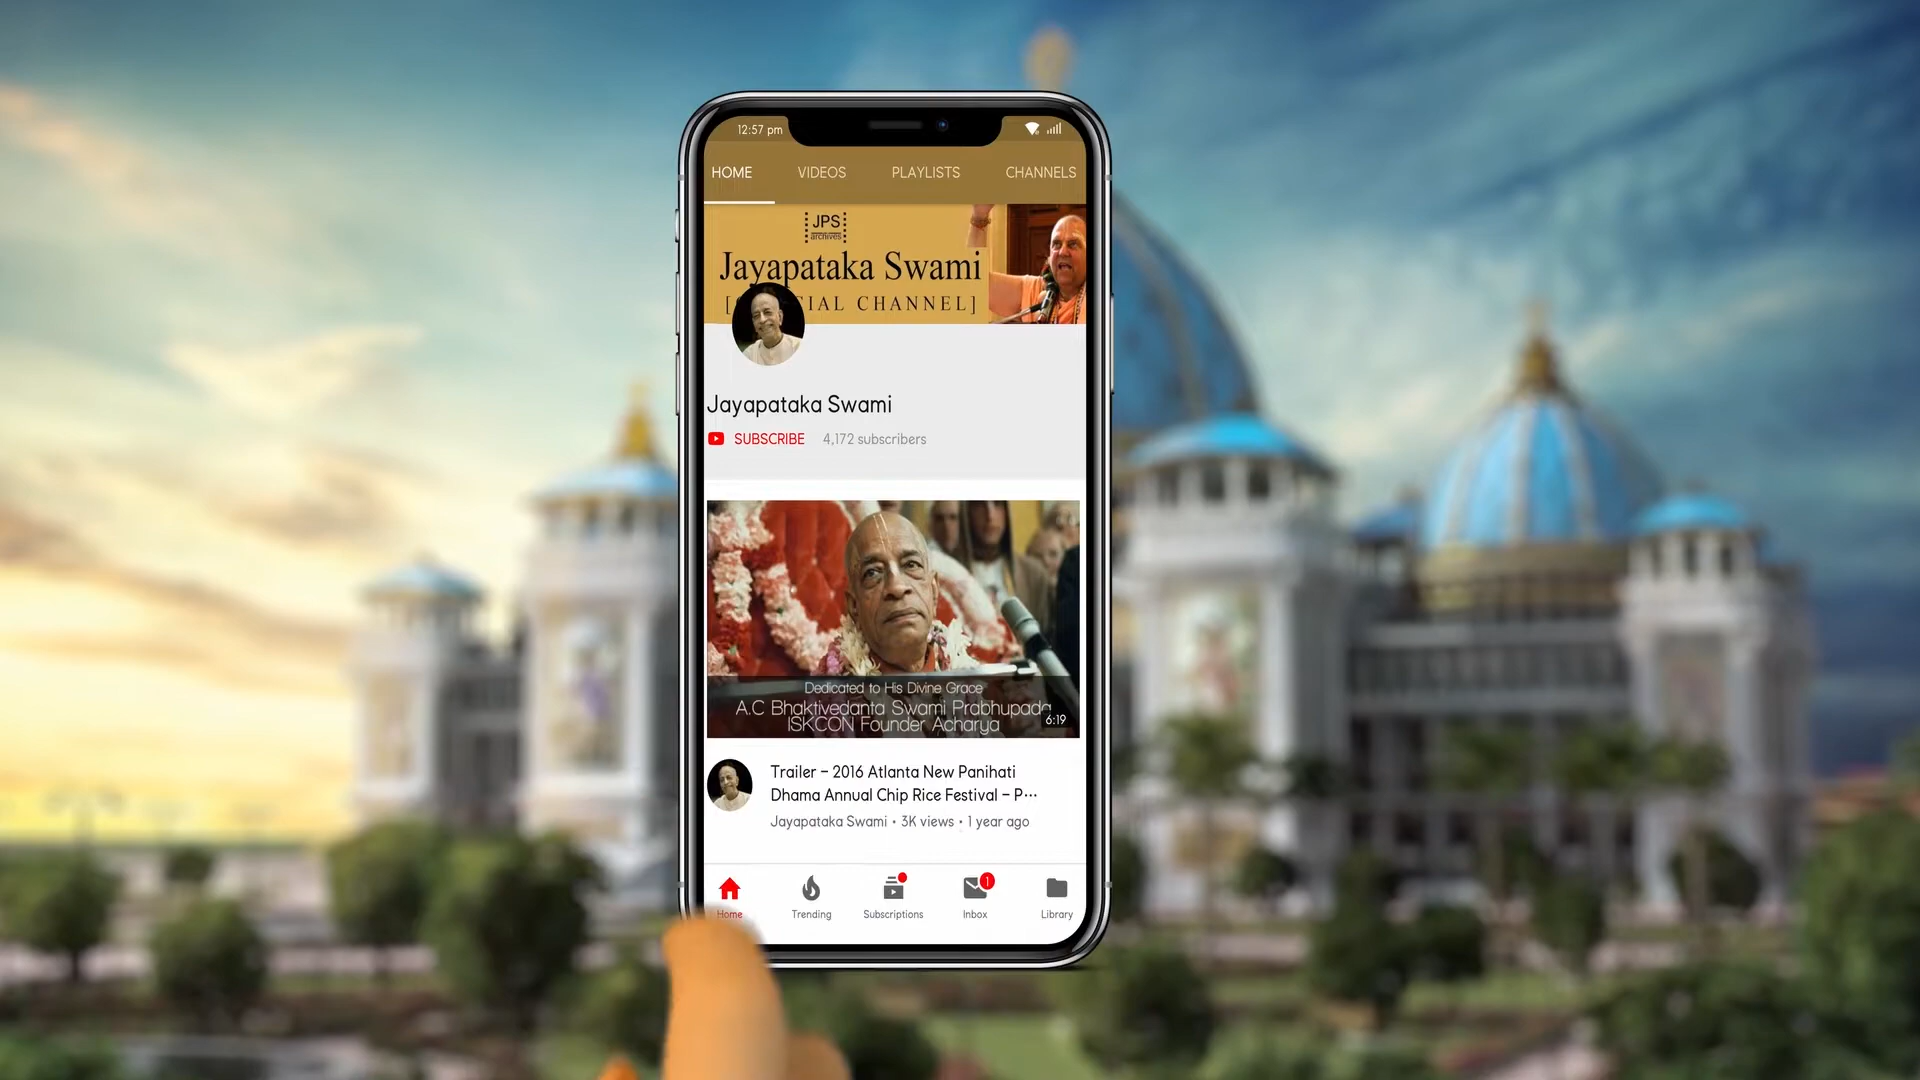 12:57 pm
HOME VIDEOS PLAYLISTS CHANNELS
JPS
archives
Jayapataka Swami
CIAL CHANNEL]
Jayapataka Swami
SUBSCRIBE 4,172 subscribers
Dedicated to His Divine Grace
A.C Bhaktivedanta Swami Prabhupada
ISKCON Founder Acharya
6:19
Trailer – 2016 Atlanta New Panihati
Dhama Annual Chip Rice Festival – P...
Jayapataka Swami • 3K views • 1 year ago
1
Home Trending Subscriptions Inbox Library